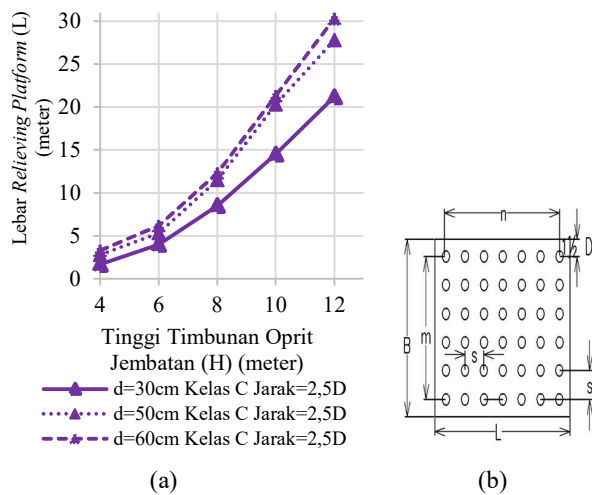 30
25
20
15
10
5
0
4 6 8 10 12
Lebar Relieving Platform (L)
(meter)
Tinggi Timbunan Oprit
Jembatan (H) (meter)
d=30cm Kelas C Jarak=2,5D
d=50cm Kelas C Jarak=2,5D
d=60cm Kelas C Jarak=2,5D
(a)
n
1½ D
m
B
s
s
L
(b)